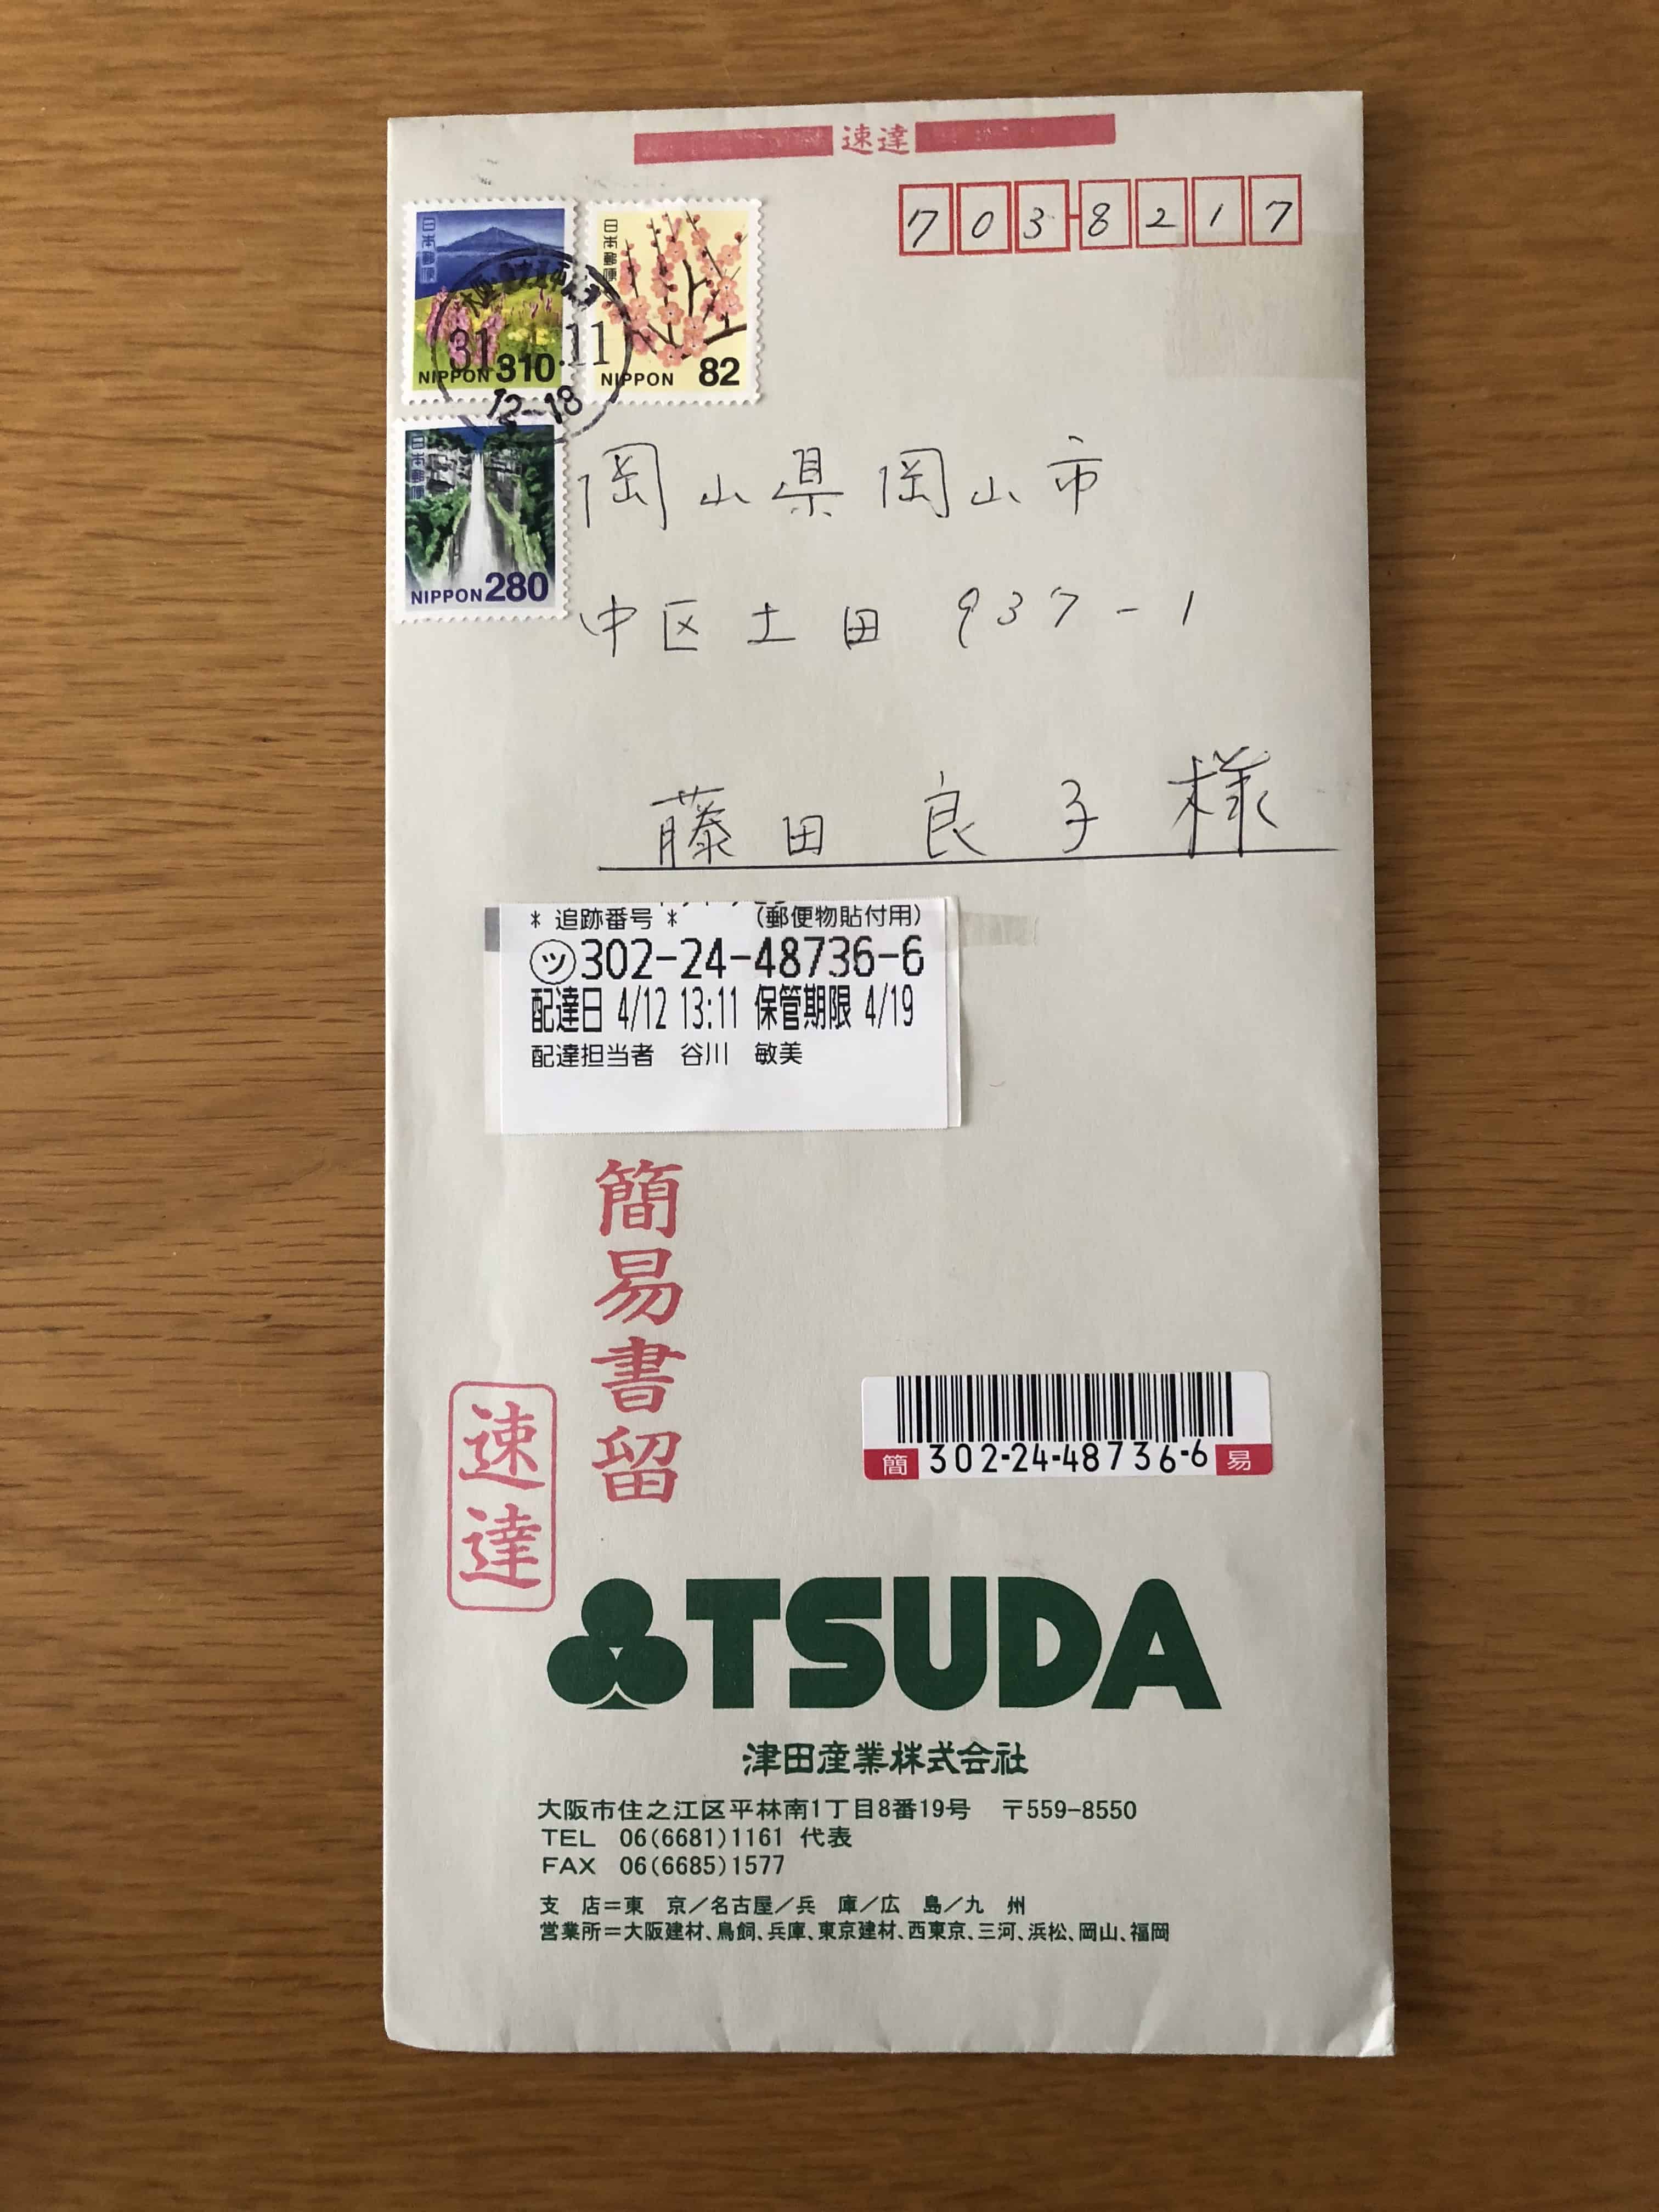 速達
703-8217
日本郵便
NIPPON 310
日本郵便
NIPPON 82
31. .11
12-18
日本郵便
NIPPON 280
岡山県岡山市
中区土田 937-1
藤田 良子様
* 追跡番号 * (郵便物貼付用)
ツ302-24-48736-6
配達日 4/12 13:11 保管期限 4/19
配達担当者 谷川 敏美
簡易書留
速達
簡 302-24-48736-6 易
TSUDA
津田産業株式会社
大阪市住之江区平林南1丁目8番19号 〒559-8550
TEL 06(6681)1161 代表
FAX 06(6685)1577
支 店=東 京/名古屋/兵 庫/広 島/九 州
営業所=大阪建材、鳥飼、兵庫、東京建材、西東京、三河、浜松、岡山、福岡